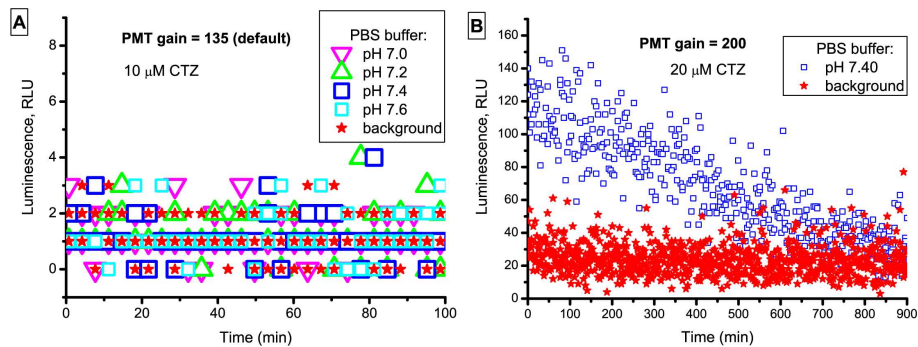 A
PMT gain = 135 (default)
10 μM CTZ
PBS buffer:
pH 7.0
pH 7.2
pH 7.4
pH 7.6
background
Luminescence, RLU
8
6
4
2
0
0 20 40 60 80 100
Time (min)
B
PMT gain = 200
20 μM CTZ
PBS buffer:
pH 7.40
background
Luminescence, RLU
160
140
120
100
80
60
40
20
0
0 100 200 300 400 500 600 700 800 900
Time (min)